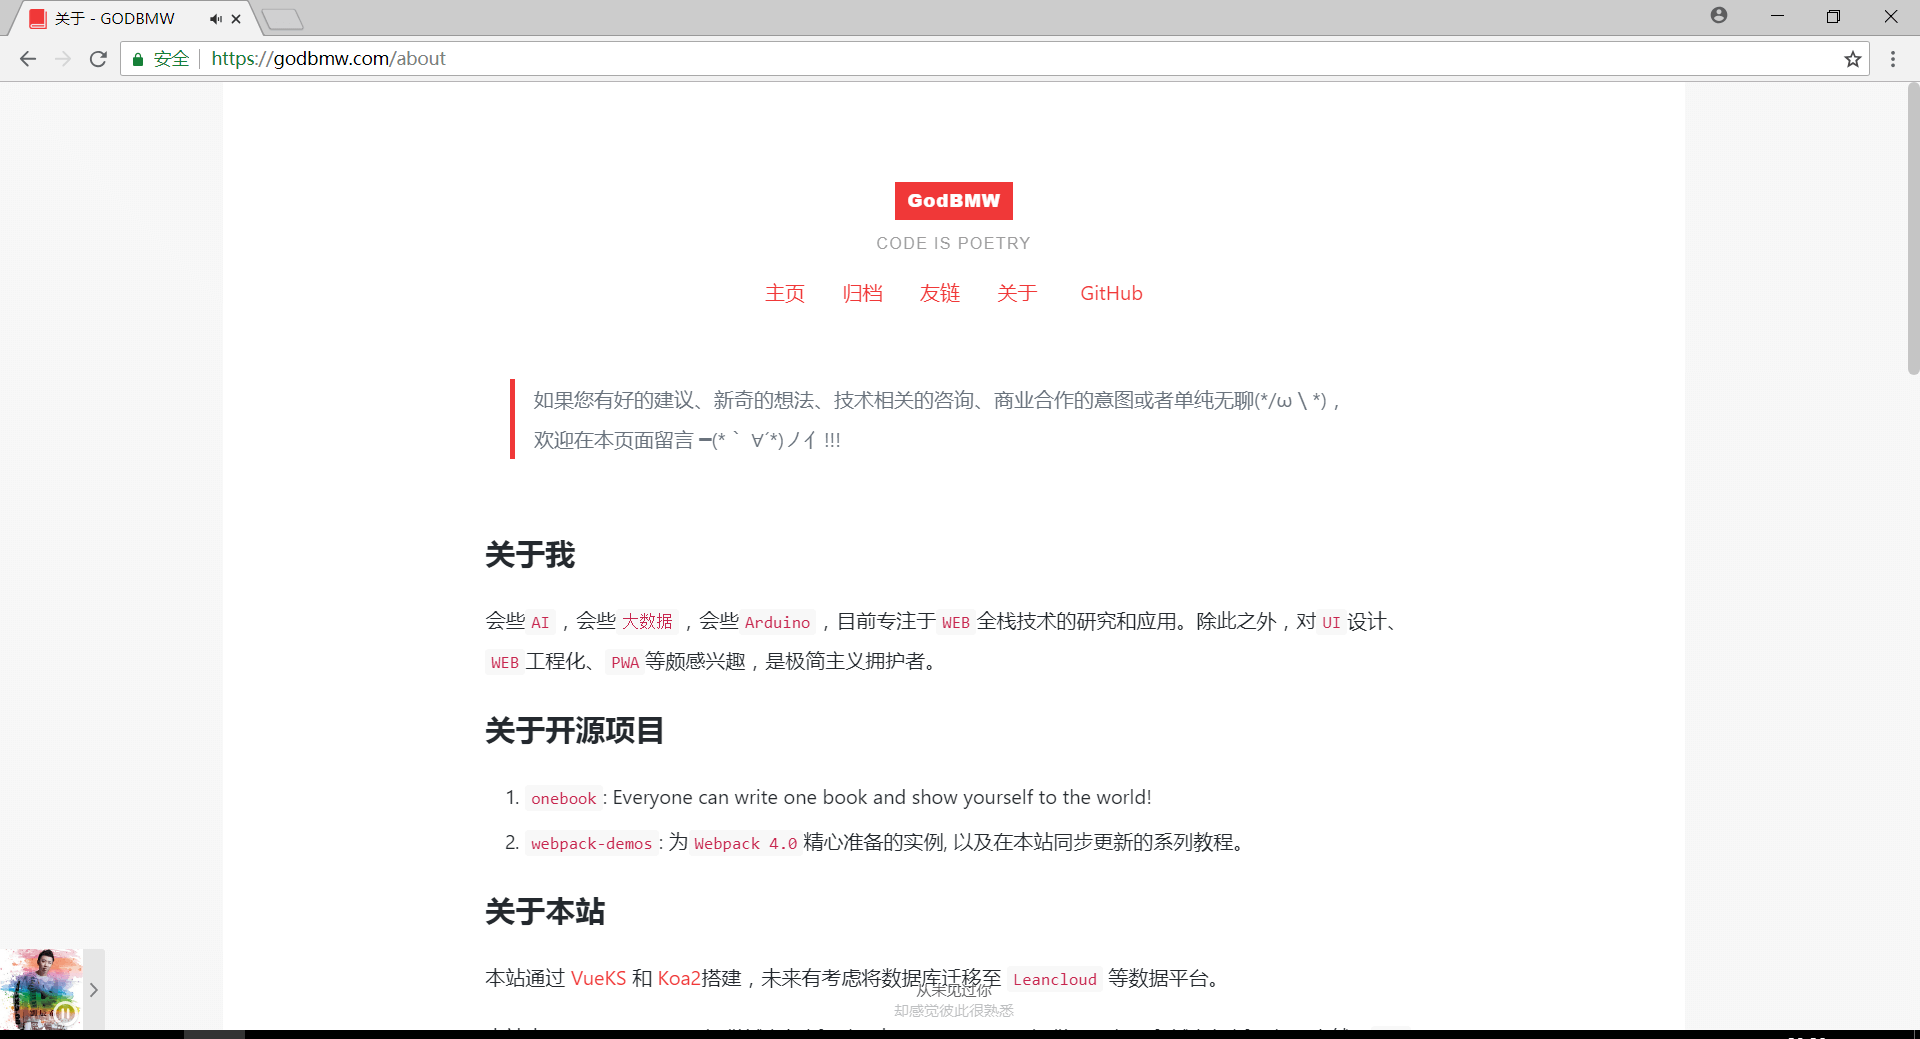 关于 - GODBMW
安全 https://godbmw.com/about
GodBMW
CODE IS POETRY
主页 归档 友链 关于 GitHub
如果您有好的建议、新奇的想法、技术相关的咨询、商业合作的意图或者单纯无聊(*/ω＼*)，
欢迎在本页面留言 ━(*｀∀´*)ノ亻!!!
关于我
会些 AI ，会些 大数据 ，会些 Arduino ，目前专注于 WEB 全栈技术的研究和应用。除此之外，对 UI 设计、
WEB 工程化、 PWA 等颇感兴趣，是极简主义拥护者。
关于开源项目
1. onebook : Everyone can write one book and show yourself to the world!
2. webpack-demos : 为 Webpack 4.0 精心准备的实例, 以及在本站同步更新的系列教程。
关于本站
本站通过 VueKS 和 Koa2搭建，未来有考虑将数据库迁移至 Leancloud 等数据平台。
从未见过你
却感觉彼此很熟悉